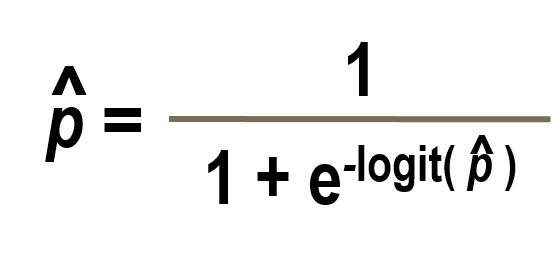 p̂ = 1
1 + e^-logit( p̂ )